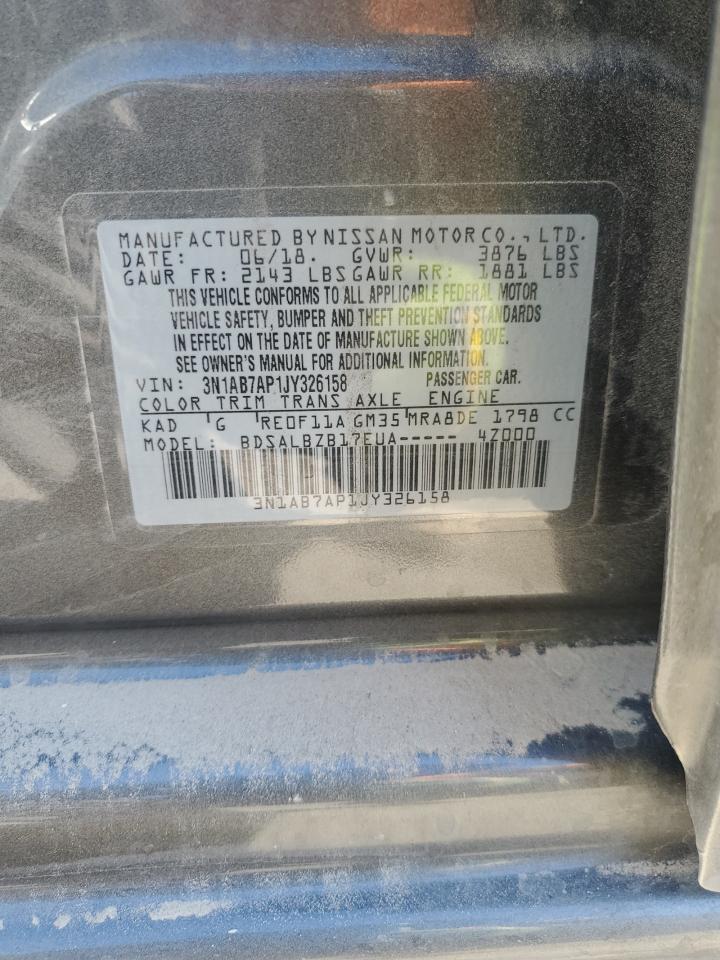 MANUFACTURED BY NISSAN MOTOR CO., LTD.
DATE: 06/18. GVWR: 3876 LBS
GAWR FR: 2143 LBS GAWR RR: 1881 LBS
THIS VEHICLE CONFORMS TO ALL APPLICABLE FEDERAL MOTOR
VEHICLE SAFETY, BUMPER AND THEFT PREVENTION STANDARDS
IN EFFECT ON THE DATE OF MANUFACTURE SHOWN ABOVE.
SEE OWNER'S MANUAL FOR ADDITIONAL INFORMATION.
VIN: 3N1AB7AP1JY326158 PASSENGER CAR.
COLOR TRIM TRANS AXLE ENGINE
KAD G RE0F11A GM35 MRA8DE 1798 CC
MODEL: BDSALBZB17EUA----- 4Z000
3N1AB7AP1JY326158